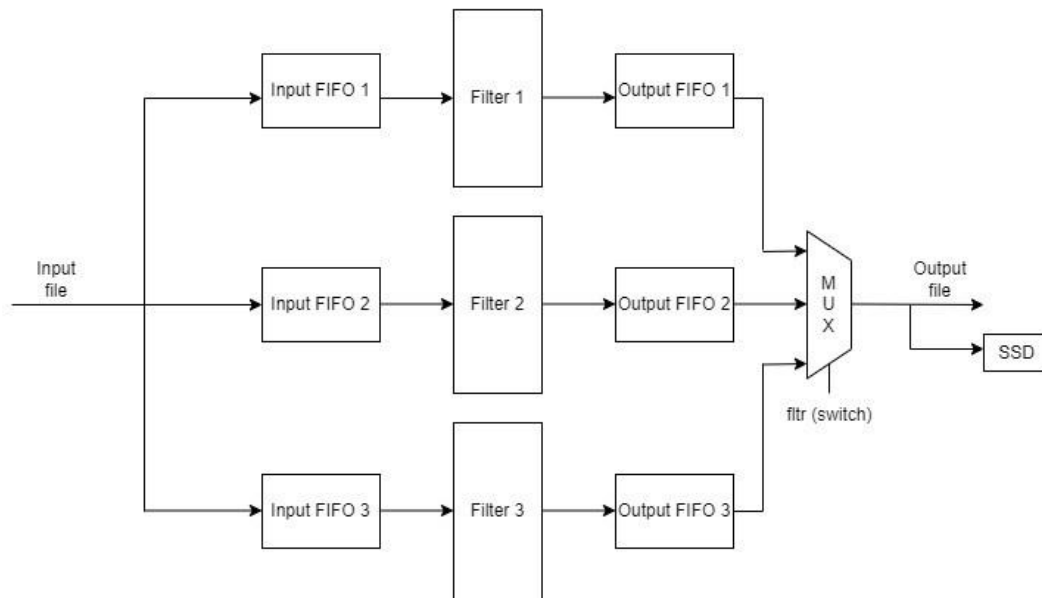 Input FIFO 1
Filter 1
Output FIFO 1
Input
file
Input FIFO 2
Filter 2
Output FIFO 2
M
U
X
Output
file
SSD
fltr (switch)
Input FIFO 3
Filter 3
Output FIFO 3